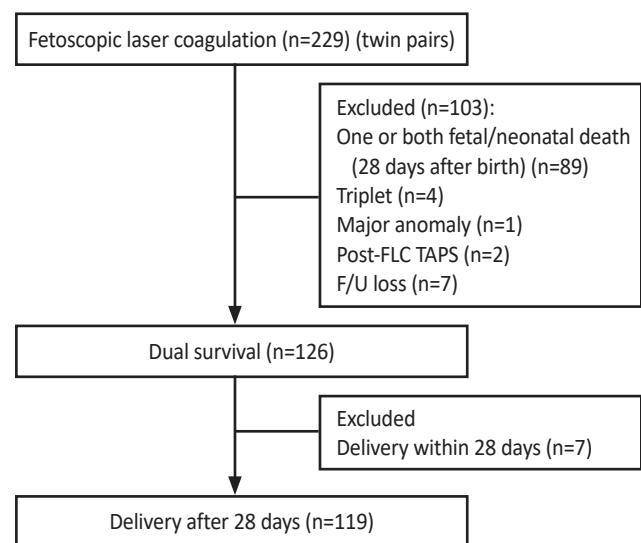 Fetoscopic laser coagulation (n=229) (twin pairs)
Excluded (n=103):
One or both fetal/neonatal death
(28 days after birth) (n=89)
Triplet (n=4)
Major anomaly (n=1)
Post-FLC TAPS (n=2)
F/U loss (n=7)
Dual survival (n=126)
Excluded
Delivery within 28 days (n=7)
Delivery after 28 days (n=119)